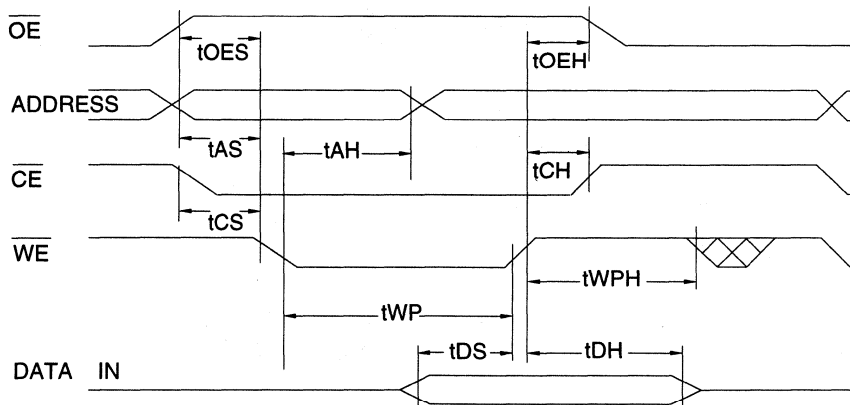 OE
tOES
tOEH
ADDRESS
tAS
tAH
CE
tCH
tCS
WE
tWPH
tWP
tDS
tDH
DATA IN